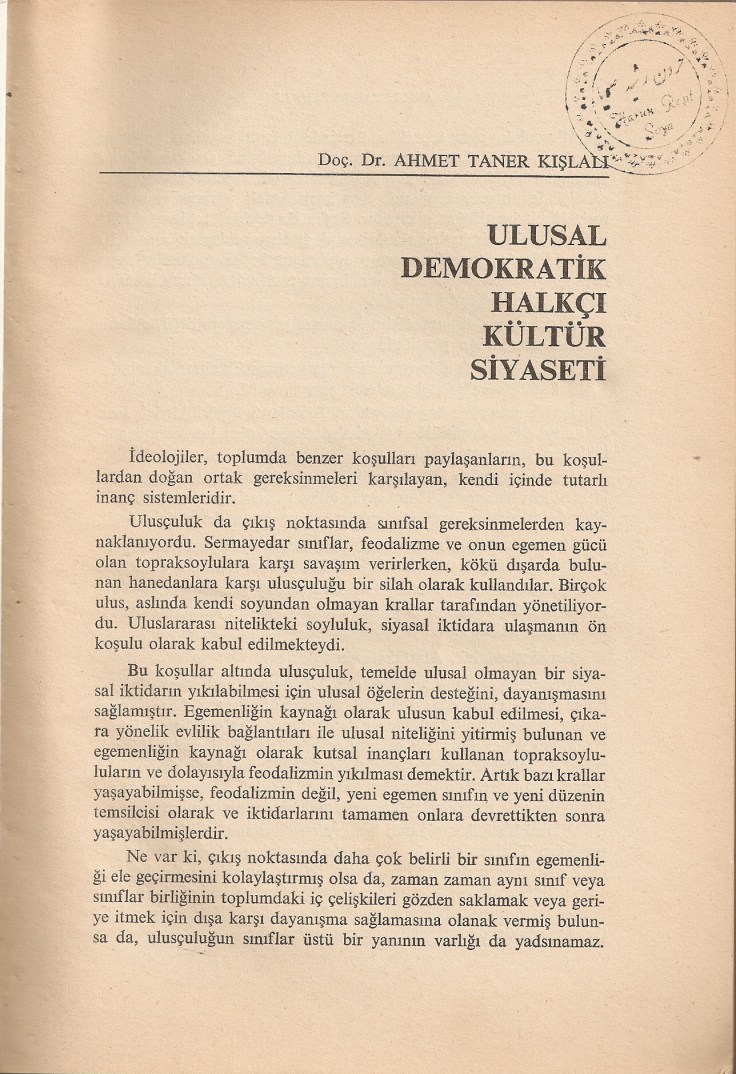 Harun Reşit
Soya
Doç. Dr. AHMET TANER KIŞLALI
ULUSAL
DEMOKRATİK
HALKÇI
KÜLTÜR
SİYASETİ
İdeolojiler, toplumda benzer koşulları paylaşanların, bu koşul-
lardan doğan ortak gereksinmeleri karşılayan, kendi içinde tutarlı
inanç sistemleridir.
Ulusçuluk da çıkış noktasında sınıfsal gereksinmelerden kay-
naklanıyordu. Sermayedar sınıflar, feodalizme ve onun egemen gücü
olan topraksoylulara karşı savaşım verirlerken, kökü dışarda bulu-
nan hanedanlara karşı ulusçuluğu bir silah olarak kullandılar. Birçok
ulus, aslında kendi soyundan olmayan krallar tarafından yönetiliyor-
du. Uluslararası nitelikteki soyluluk, siyasal iktidara ulaşmanın ön
koşulu olarak kabul edilmekteydi.
Bu koşullar altında ulusçuluk, temelde ulusal olmayan bir siya-
sal iktidarın yıkılabilmesi için ulusal öğelerin desteğini, dayanışmasını
sağlamıştır. Egemenliğin kaynağı olarak ulusun kabul edilmesi, çıka-
ra yönelik evlilik bağlantıları ile ulusal niteliğini yitirmiş bulunan ve
egemenliğin kaynağı olarak kutsal inançları kullanan topraksoylu-
luların ve dolayısıyla feodalizmin yıkılması demektir. Artık bazı krallar
yaşayabilmişse, feodalizmin değil, yeni egemen sınıfın ve yeni düzenin
temsilcisi olarak ve iktidarlarını tamamen onlara devrettikten sonra
yaşayabilmişlerdir.
Ne var ki, çıkış noktasında daha çok belirli bir sınıfın egemenli-
ği ele geçirmesini kolaylaştırmış olsa da, zaman zaman aynı sınıf veya
sınıflar birliğinin toplumdaki iç çelişkileri gözden saklamak veya geri-
ye itmek için dışa karşı dayanışma sağlamasına olanak vermiş bulun-
sa da, ulusçuluğun sınıflar üstü bir yanının varlığı da yadsınamaz.